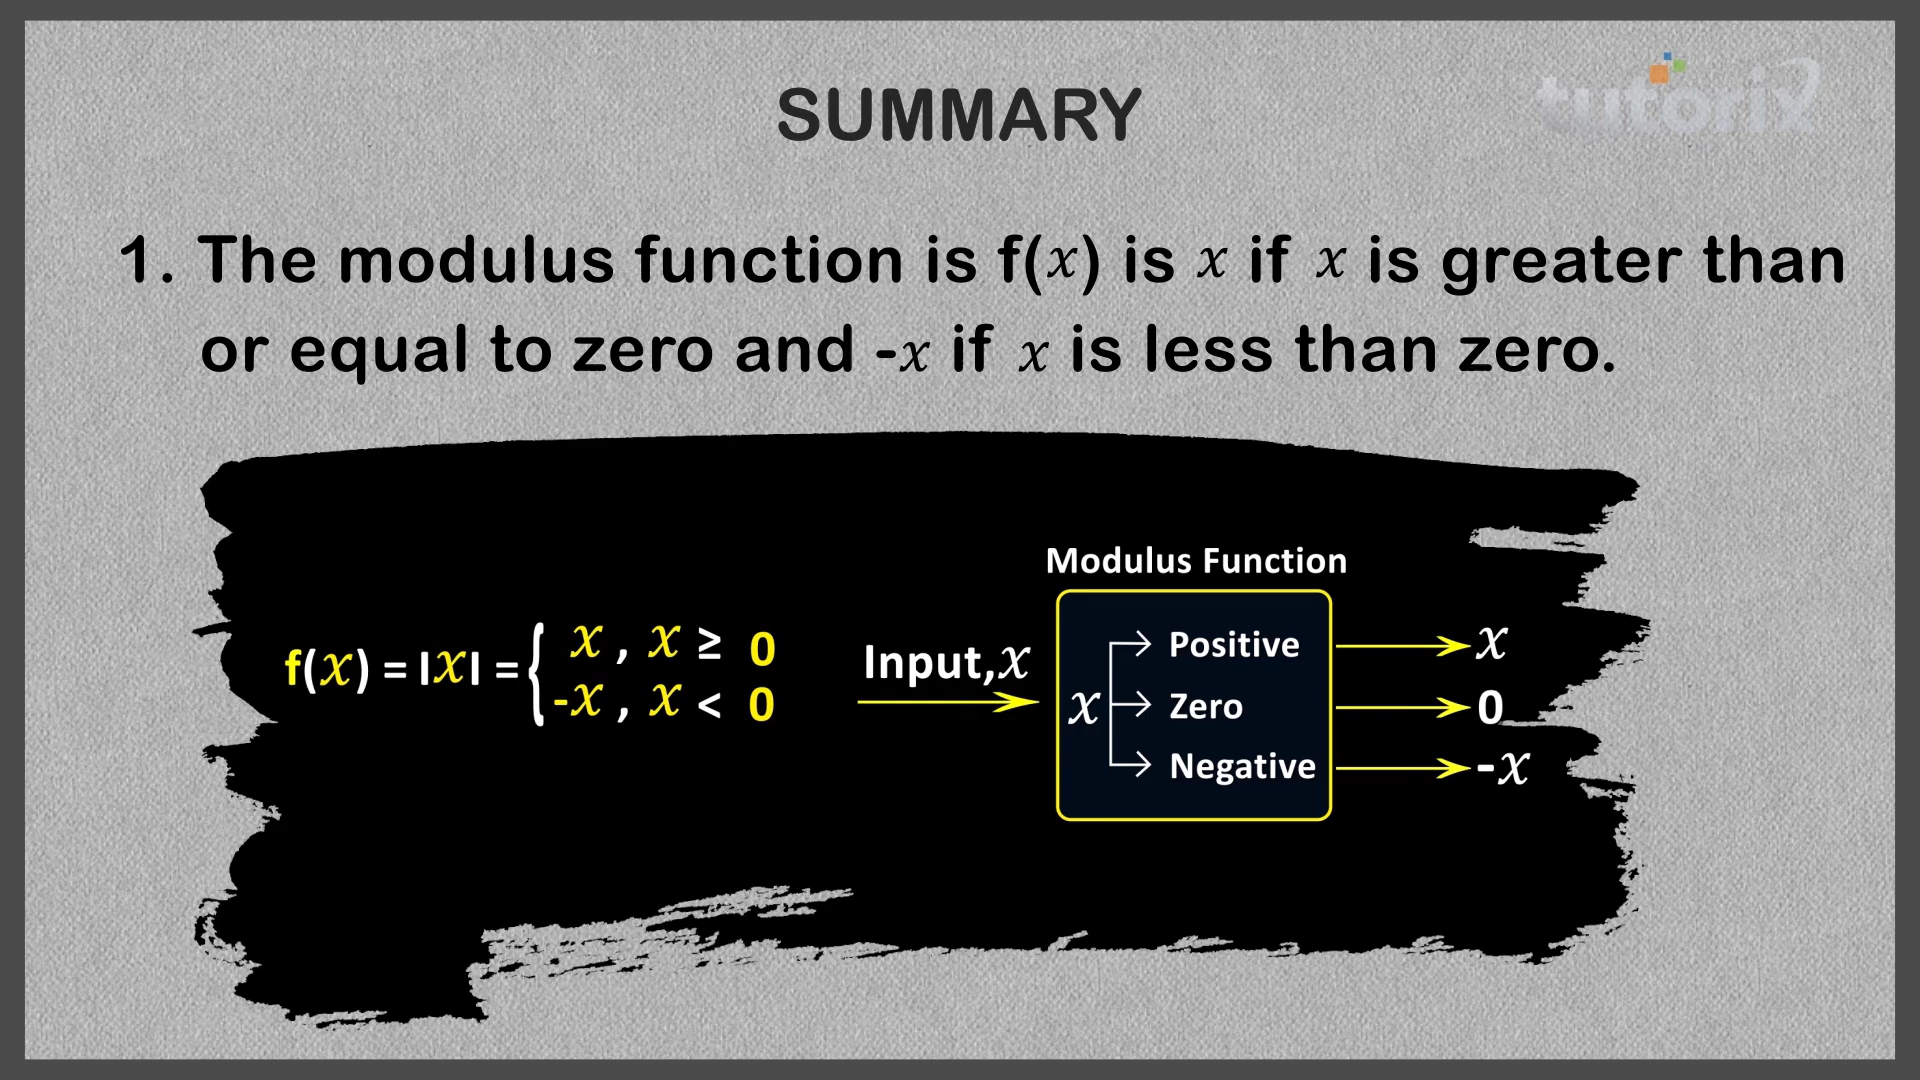 tutorix
SUMMARY
1. The modulus function is f(x) is x if x is greater than
or equal to zero and -x if x is less than zero.
Modulus Function
f(x) = IxI = { x , x ≥ 0
-x , x < 0
Input,x
x
Positive
x
Zero
0
Negative
-x